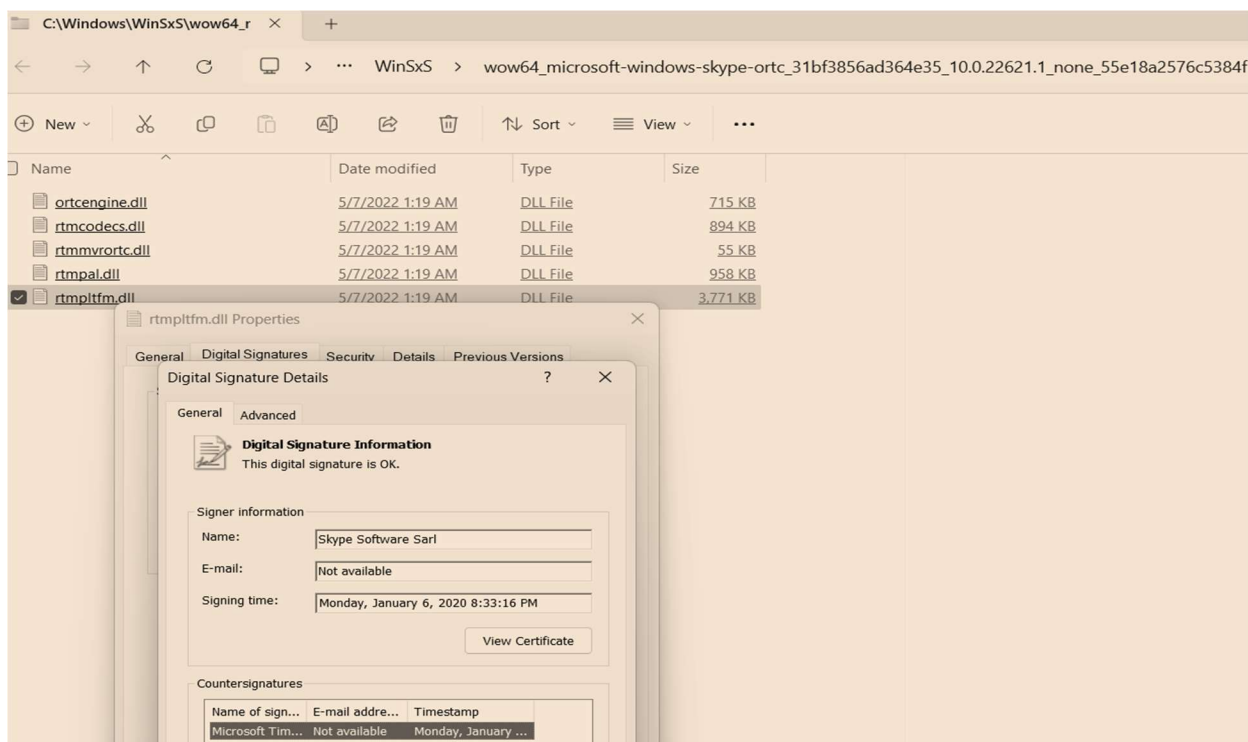 C:\Windows\WinSxS\wow64_r
WinSxS > wow64_microsoft-windows-skype-ortc_31bf3856ad364e35_10.0.22621.1_none_55e18a2576c5384f
New Sort View
Name Date modified Type Size
ortcengine.dll 5/7/2022 1:19 AM DLL File 715 KB
rtmcodecs.dll 5/7/2022 1:19 AM DLL File 894 KB
rtmmvrortc.dll 5/7/2022 1:19 AM DLL File 55 KB
rtmpal.dll 5/7/2022 1:19 AM DLL File 958 KB
rtmpltfm.dll 5/7/2022 1:19 AM DLL File 3,771 KB
rtmpltfm.dll Properties
General Digital Signatures Security Details Previous Versions
Digital Signature Details ?
General Advanced
Digital Signature Information
This digital signature is OK.
Signer information
Name: Skype Software Sarl
E-mail: Not available
Signing time: Monday, January 6, 2020 8:33:16 PM
View Certificate
Countersignatures
Name of sign... E-mail addre... Timestamp
Microsoft Tim... Not available Monday, January ...